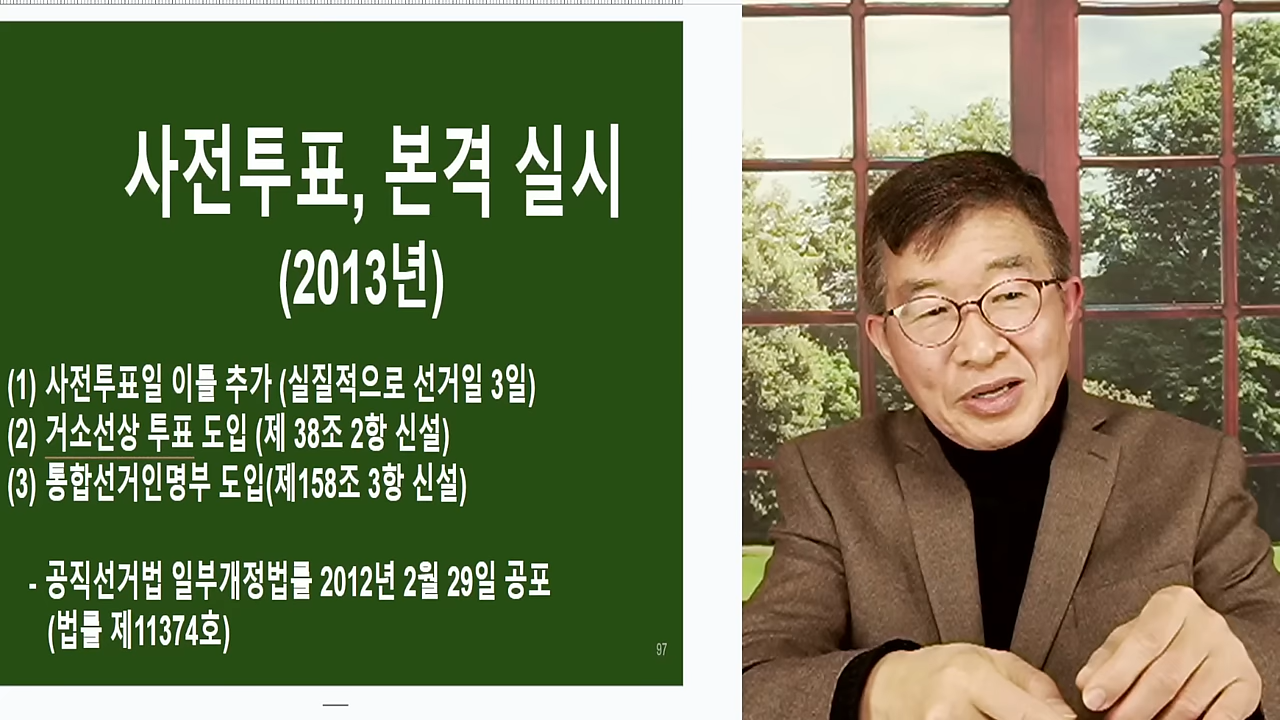 사전투표, 본격 실시
(2013년)
(1) 사전투표일 이틀 추가 (실질적으로 선거일 3일)
(2) 거소선상 투표 도입 (제 38조 2항 신설)
(3) 통합선거인명부 도입(제158조 3항 신설)
- 공직선거법 일부개정법률 2012년 2월 29일 공포
(법률 제11374호)
97